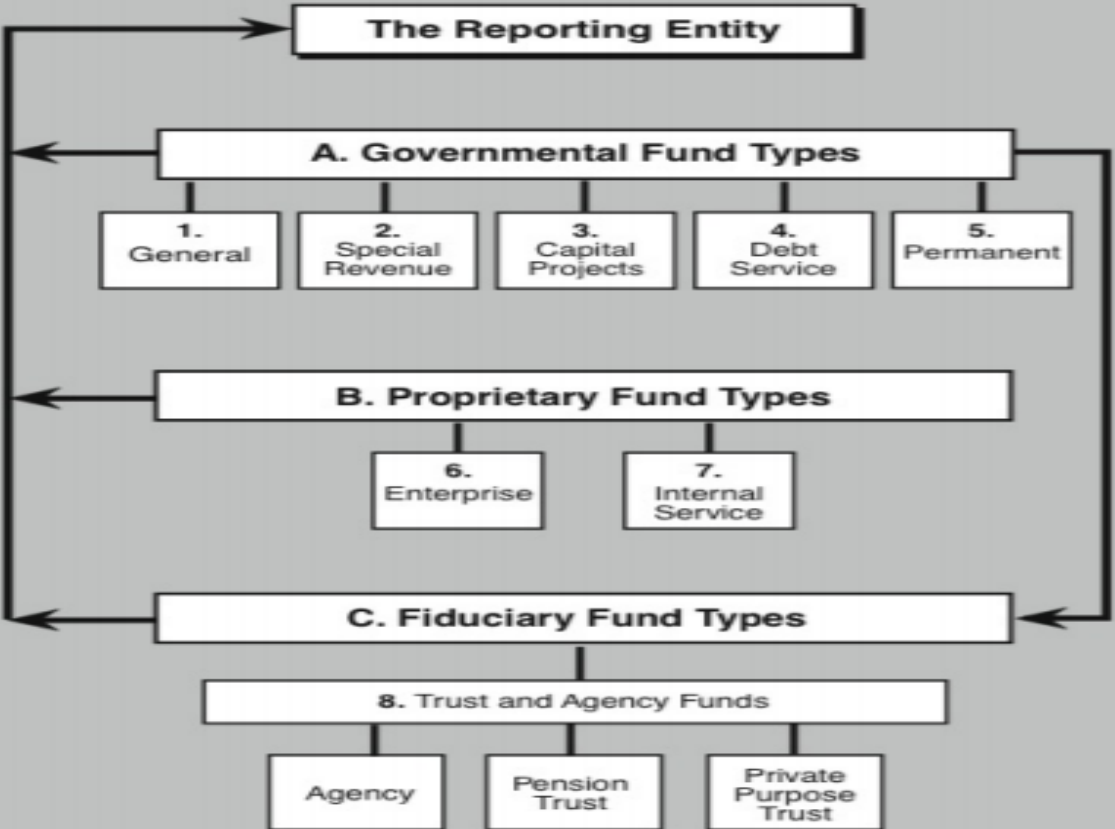 The Reporting Entity
A. Governmental Fund Types
1.
General
2.
Special
Revenue
3.
Capital
Projects
4.
Debt
Service
5.
Permanent
B. Proprietary Fund Types
6.
Enterprise
7.
Internal
Service
C. Fiduciary Fund Types
8. Trust and Agency Funds
Agency
Pension
Trust
Private
Purpose
Trust